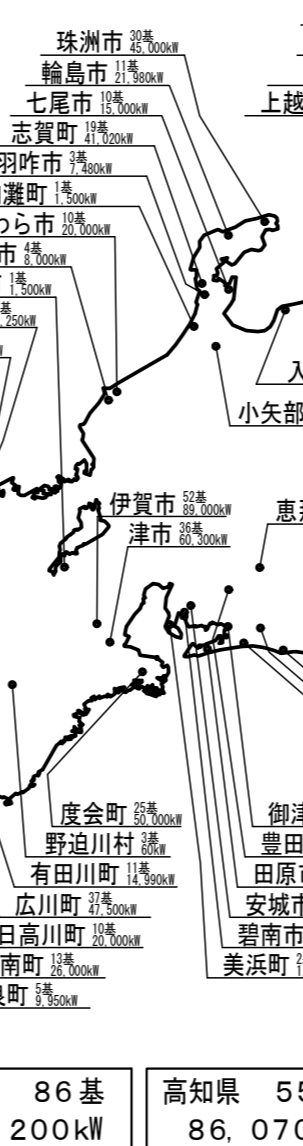 珠洲市 30基 45,000kW
輪島市 11基 21,980kW
七尾市 10基 15,000kW
上越
志賀町 19基 41,020kW
羽咋市 3基 7,480kW
灘町 1基 1,500kW
わら市 10基 20,000kW
市 4基 8,000kW
1基 1,500kW
基 ,250kW
W
入
小矢部
伊賀市 52基 89,000kW
津市 36基 60,300kW
恵
度会町 25基 50,000kW
野迫川村 3基 60kW
有田川町 11基 14,990kW
広川町 37基 47,500kW
日高川町 10基 20,000kW
南町 13基 26,000kW
良町 5基 9,950kW
御津
豊田
田原市
安城市
碧南市
美浜町 2 1
86基
200kW
高知県 55
86,070